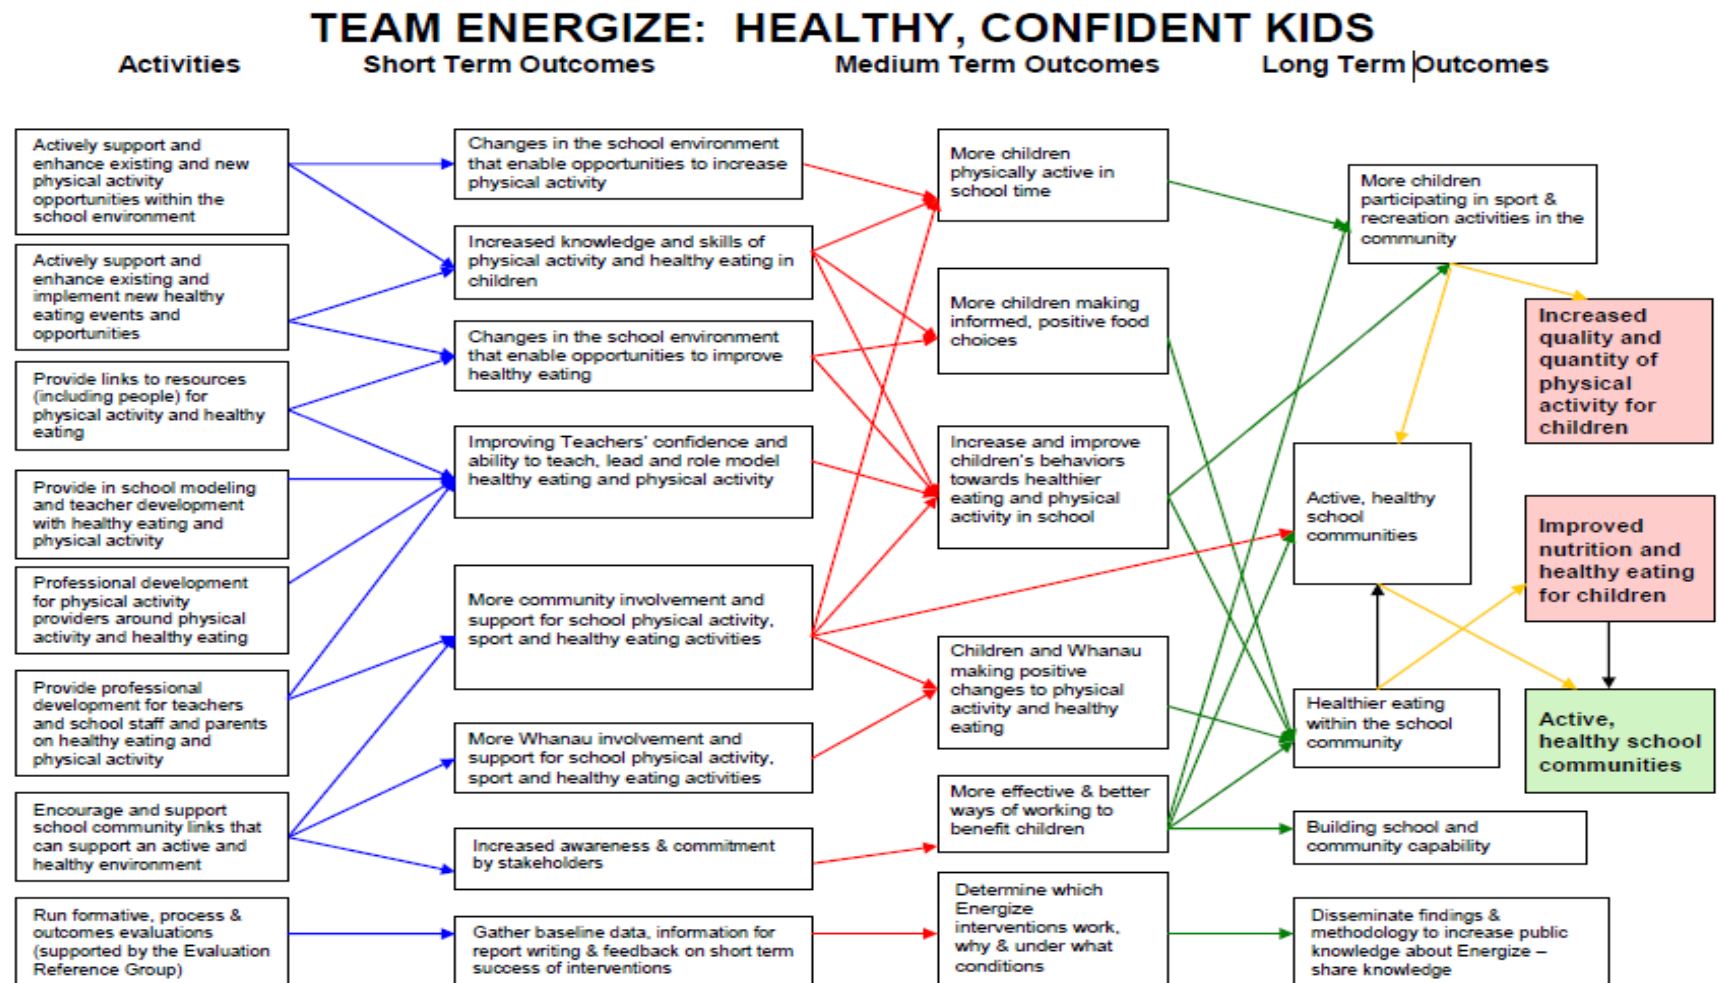 TEAM ENERGIZE:  HEALTHY, CONFIDENT KIDS
Activities
Short Term Outcomes
Medium Term Outcomes
Long Term Outcomes
Actively support and
enhance existing and new
physical activity
opportunities within the
school environment
Actively support and
enhance existing and
implement new healthy
eating events and
opportunities
Provide links to resources
(including people) for
physical activity and healthy
eating
Provide in school modeling
and teacher development
with healthy eating and
physical activity
Professional development
for physical activity
providers around physical
activity and healthy eating
Provide professional
development for teachers
and school staff and parents
on healthy eating and
physical activity
Encourage and support
school community links that
can support an active and
healthy environment
Run formative, process &
outcomes evaluations
(supported by the Evaluation
Reference Group)
Changes in the school environment
that enable opportunities to increase
physical activity
Increased knowledge and skills of
physical activity and healthy eating in
children
Changes in the school environment
that enable opportunities to improve
healthy eating
Improving Teachers' confidence and
ability to teach, lead and role model
healthy eating and physical activity
More community involvement and
support for school physical activity,
sport and healthy eating activities
More Whanau involvement and
support for school physical activity,
sport and healthy eating activities
Increased awareness & commitment
by stakeholders
Gather baseline data, information for
report writing & feedback on short term
success of interventions
More children
physically active in
school time
More children making
informed, positive food
choices
Increase and improve
children's behaviors
towards healthier
eating and physical
activity in school
Children and Whanau
making positive
changes to physical
activity and healthy
eating
More effective & better
ways of working to
benefit children
Determine which
Energize
interventions work,
why & under what
conditions
More children
participating in sport &
recreation activities in the
community
Active, healthy
school
communities
Healthier eating
within the school
community
Building school and
community capability
Disseminate findings &
methodology to increase public
knowledge about Energize –
share knowledge
Increased
quality and
quantity of
physical
activity for
children
Improved
nutrition and
healthy eating
for children
Active,
healthy school
communities